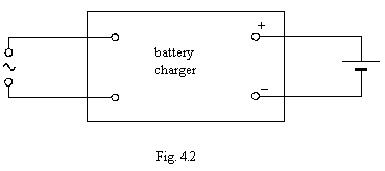 +
battery
charger
−
Fig. 4.2